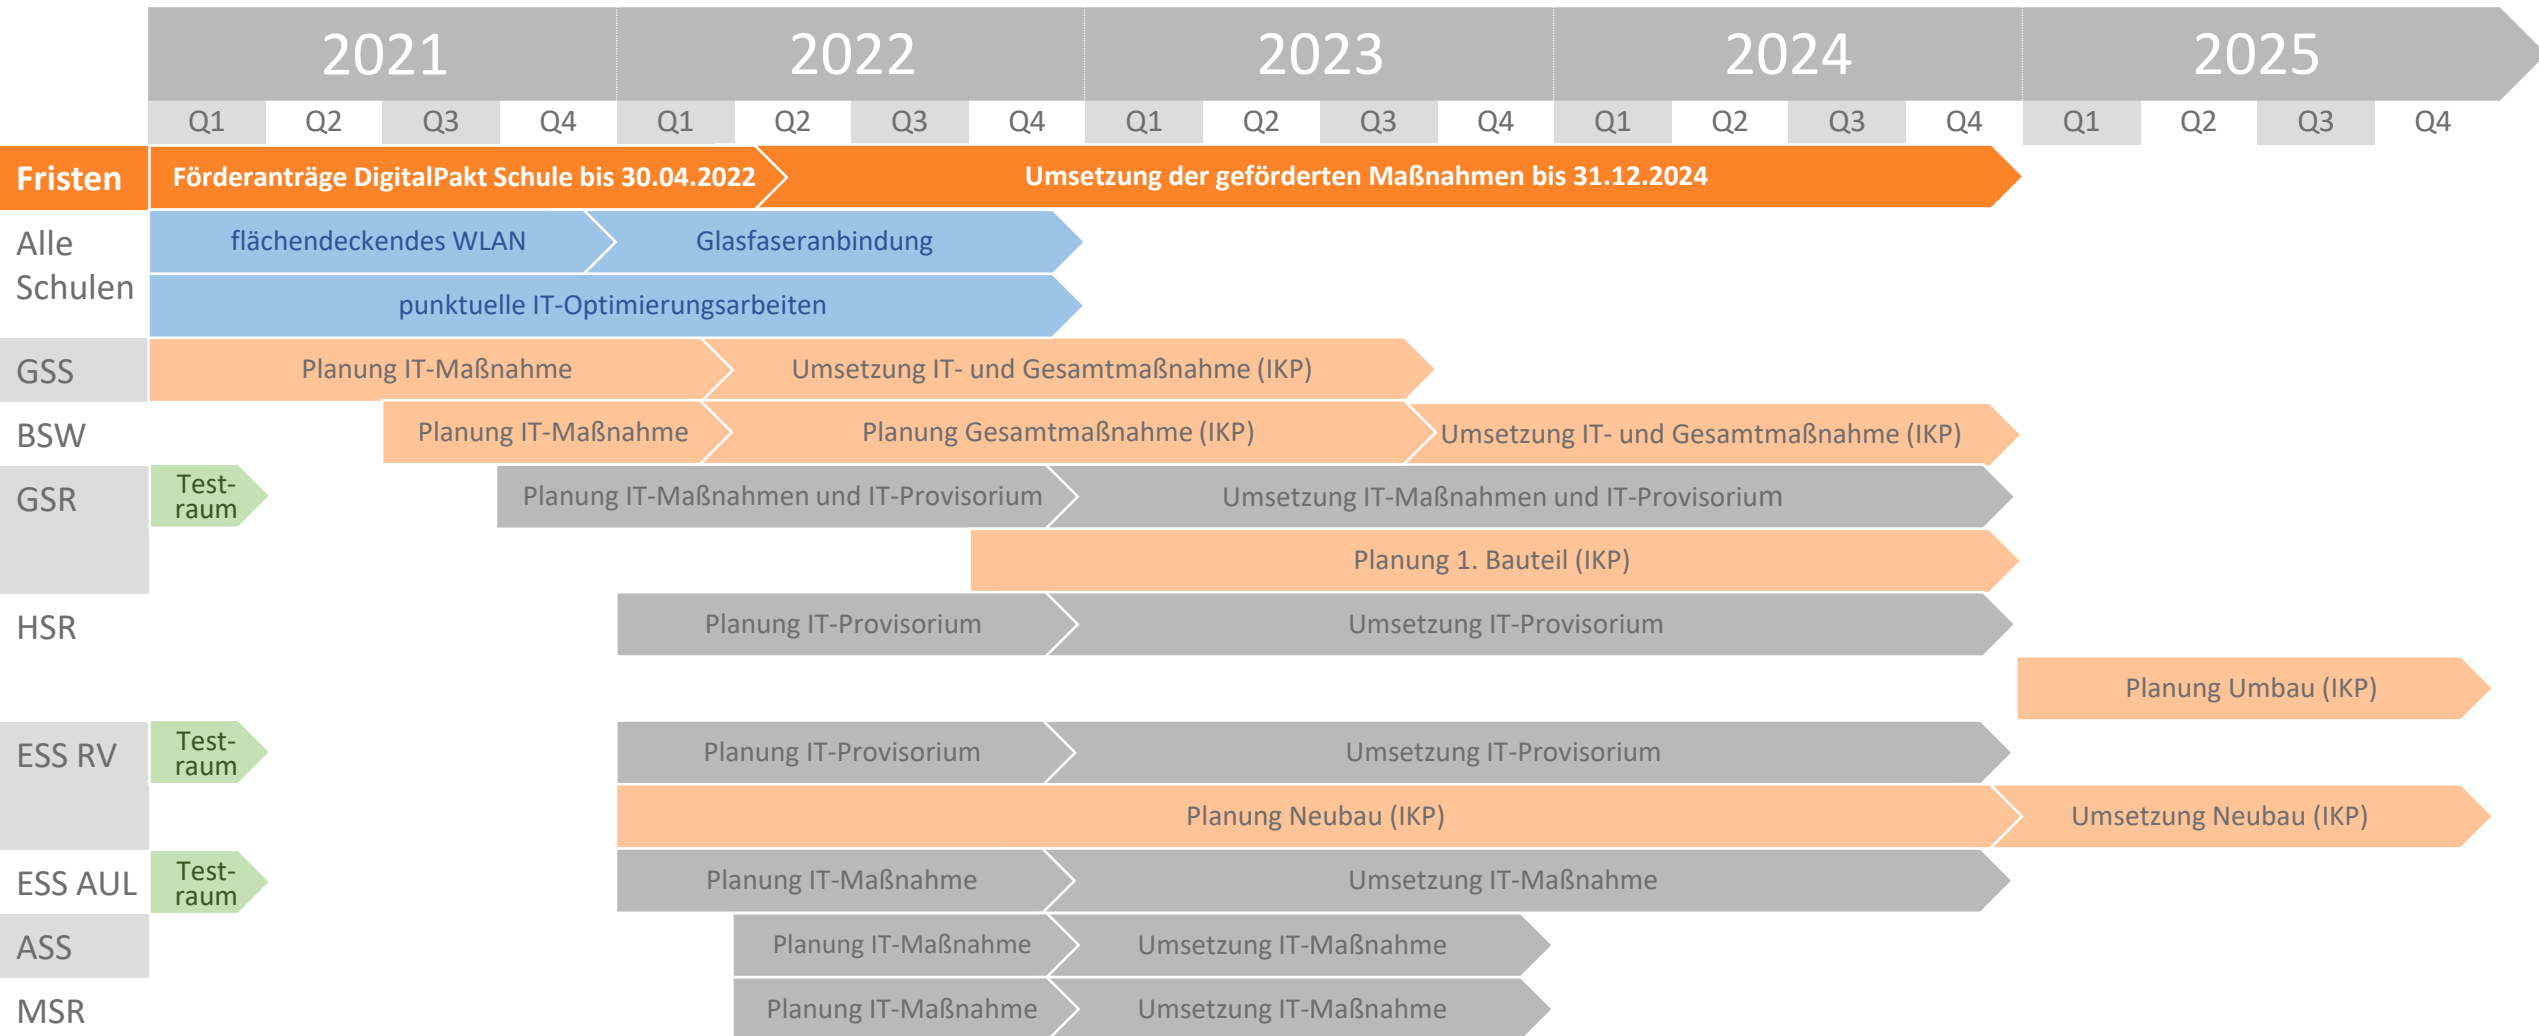 2021 2022 2023 2024 2025
Q1 Q2 Q3 Q4 Q1 Q2 Q3 Q4 Q1 Q2 Q3 Q4 Q1 Q2 Q3 Q4 Q1 Q2 Q3 Q4
Fristen Förderanträge DigitalPakt Schule bis 30.04.2022 Umsetzung der geförderten Maßnahmen bis 31.12.2024
Alle
Schulen
flächendeckendes WLAN Glasfaseranbindung
punktuelle IT-Optimierungsarbeiten
GSS Planung IT-Maßnahme Umsetzung IT- und Gesamtmaßnahme (IKP)
BSW Planung IT-Maßnahme Planung Gesamtmaßnahme (IKP) Umsetzung IT- und Gesamtmaßnahme (IKP)
GSR
Test-
raum
Planung IT-Maßnahmen und IT-Provisorium Umsetzung IT-Maßnahmen und IT-Provisorium
Planung 1. Bauteil (IKP)
HSR Planung IT-Provisorium Umsetzung IT-Provisorium
Planung Umbau (IKP)
ESS RV
Test-
raum
Planung IT-Provisorium Umsetzung IT-Provisorium
Planung Neubau (IKP) Umsetzung Neubau (IKP)
ESS AUL
Test-
raum
Planung IT-Maßnahme Umsetzung IT-Maßnahme
ASS Planung IT-Maßnahme Umsetzung IT-Maßnahme
MSR Planung IT-Maßnahme Umsetzung IT-Maßnahme